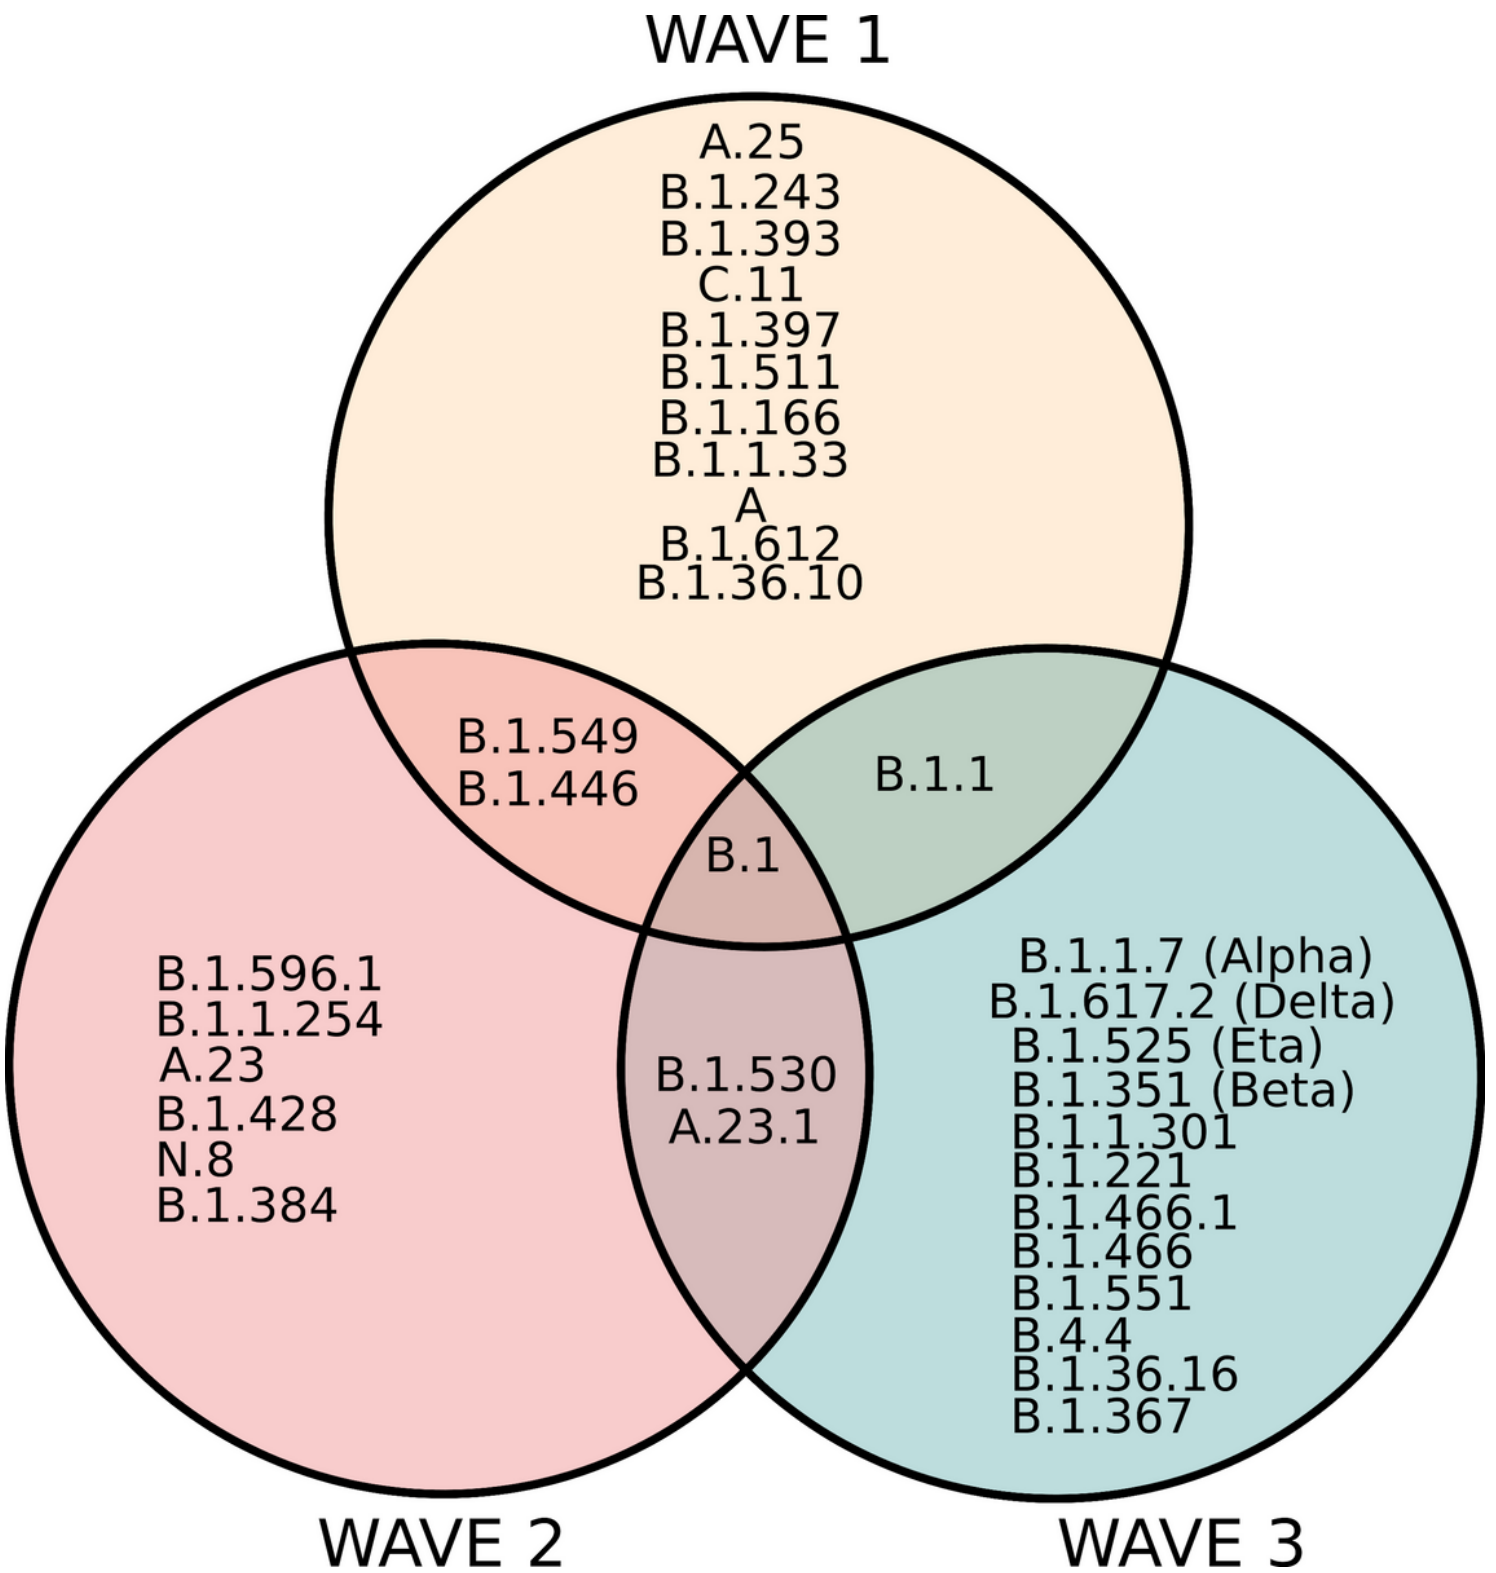 WAVE 1
A.25
B.1.243
B.1.393
C.11
B.1.397
B.1.511
B.1.166
B.1.1.33
A
B.1.612
B.1.36.10
B.1.549
B.1.446
B.1.1
B.1
B.1.596.1
B.1.1.254
A.23
B.1.428
N.8
B.1.384
B.1.530
A.23.1
B.1.1.7 (Alpha)
B.1.617.2 (Delta)
B.1.525 (Eta)
B.1.351 (Beta)
B.1.1.301
B.1.221
B.1.466.1
B.1.466
B.1.551
B.4.4
B.1.36.16
B.1.367
WAVE 2
WAVE 3